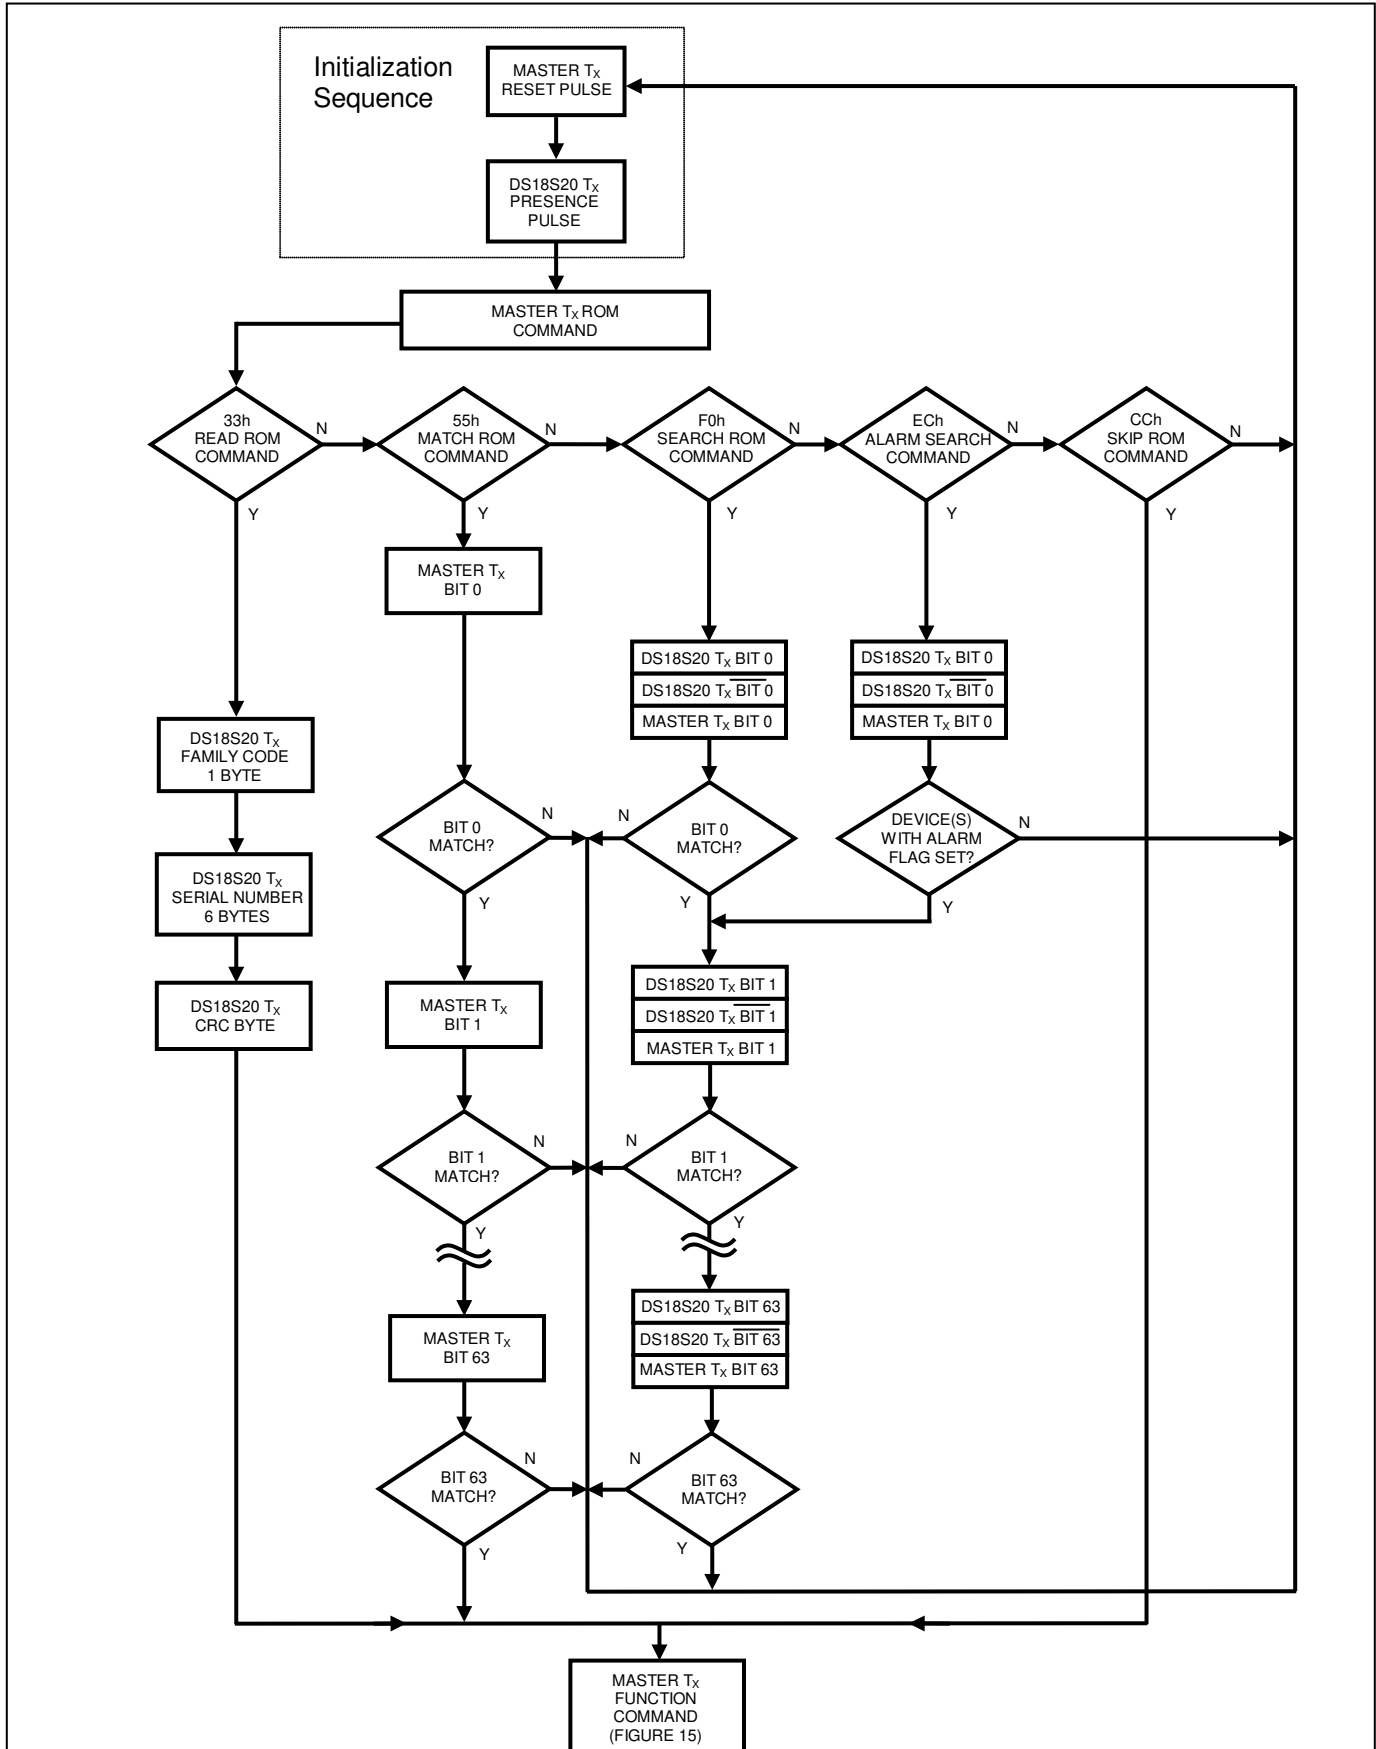 Initialization
Sequence
MASTER TX
RESET PULSE
DS18S20 TX
PRESENCE
PULSE
MASTER TX ROM
COMMAND
33h
READ ROM
COMMAND
N
Y
55h
MATCH ROM
COMMAND
N
Y
F0h
SEARCH ROM
COMMAND
N
Y
ECh
ALARM SEARCH
COMMAND
N
Y
CCh
SKIP ROM
COMMAND
N
Y
MASTER TX
BIT 0
DS18S20 TX BIT 0
DS18S20 TX BIT 0
MASTER TX BIT 0
DS18S20 TX BIT 0
DS18S20 TX BIT 0
MASTER TX BIT 0
DS18S20 TX
FAMILY CODE
1 BYTE
BIT 0
MATCH?
N
Y
N
BIT 0
MATCH?
Y
DEVICE(S)
WITH ALARM
FLAG SET?
N
Y
DS18S20 TX
SERIAL NUMBER
6 BYTES
DS18S20 TX
CRC BYTE
MASTER TX
BIT 1
DS18S20 TX BIT 1
DS18S20 TX BIT 1
MASTER TX BIT 1
BIT 1
MATCH?
N
Y
N
BIT 1
MATCH?
Y
MASTER TX
BIT 63
DS18S20 TX BIT 63
DS18S20 TX BIT 63
MASTER TX BIT 63
BIT 63
MATCH?
N
Y
N
BIT 63
MATCH?
Y
MASTER TX
FUNCTION
COMMAND
(FIGURE 15)